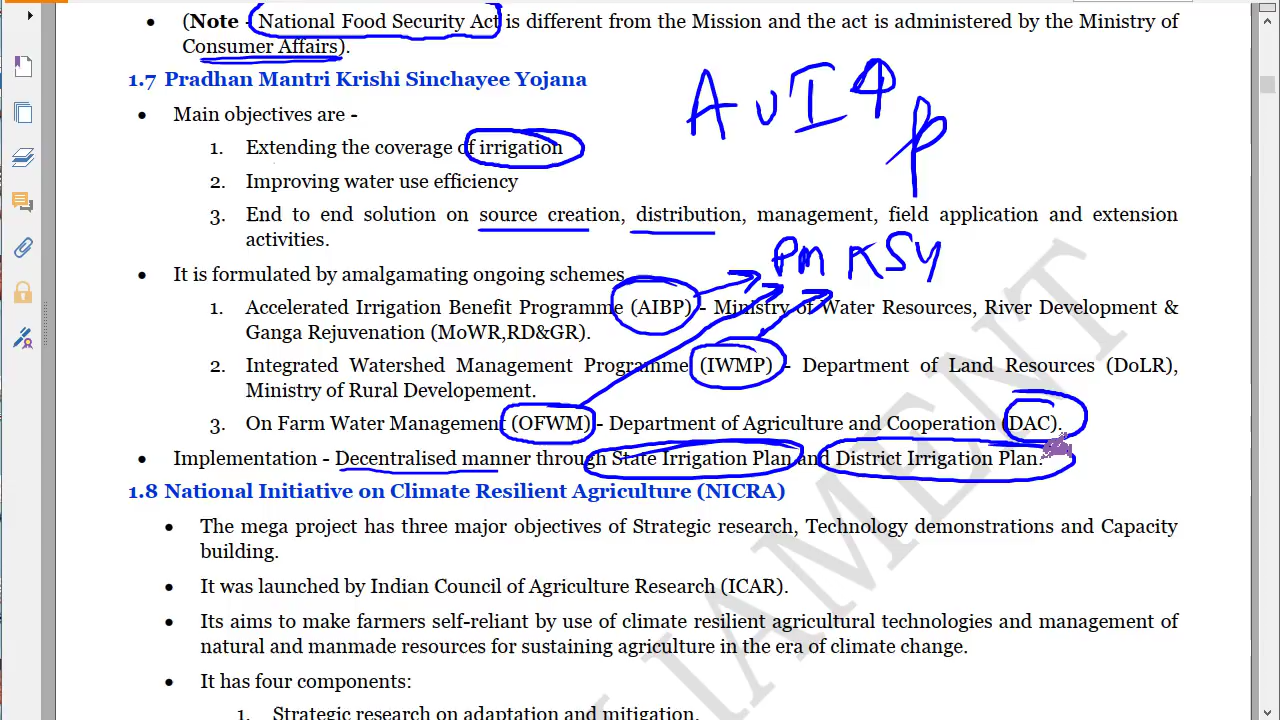 • (Note - National Food Security Act is different from the Mission and the act is administered by the Ministry of
Consumer Affairs).
1.7 Pradhan Mantri Krishi Sinchayee Yojana
• Main objectives are -
1. Extending the coverage of irrigation
2. Improving water use efficiency
3. End to end solution on source creation, distribution, management, field application and extension
activities.
PM KSY
• It is formulated by amalgamating ongoing schemes
1. Accelerated Irrigation Benefit Programme (AIBP) - Ministry of Water Resources, River Development &
Ganga Rejuvenation (MoWR,RD&GR).
2. Integrated Watershed Management Programme (IWMP) - Department of Land Resources (DoLR),
Ministry of Rural Developement.
3. On Farm Water Management (OFWM) - Department of Agriculture and Cooperation (DAC).
• Implementation - Decentralised manner through State Irrigation Plan and District Irrigation Plan.
1.8 National Initiative on Climate Resilient Agriculture (NICRA)
• The mega project has three major objectives of Strategic research, Technology demonstrations and Capacity
building.
• It was launched by Indian Council of Agriculture Research (ICAR).
• Its aims to make farmers self-reliant by use of climate resilient agricultural technologies and management of
natural and manmade resources for sustaining agriculture in the era of climate change.
• It has four components:
1. Strategic research on adaptation and mitigation.